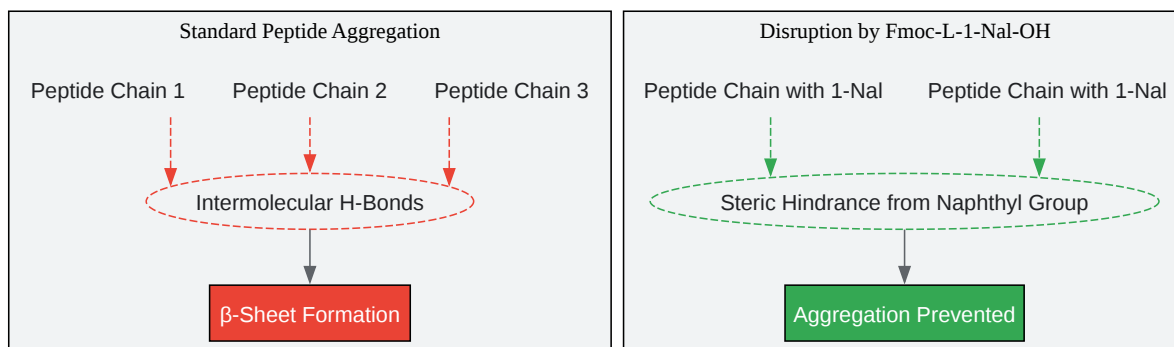 Standard Peptide Aggregation
Peptide Chain 1
Peptide Chain 2
Peptide Chain 3
Intermolecular H-Bonds
β-Sheet Formation
Disruption by Fmoc-L-1-Nal-OH
Peptide Chain with 1-Nal
Peptide Chain with 1-Nal
Steric Hindrance from Naphthyl Group
Aggregation Prevented